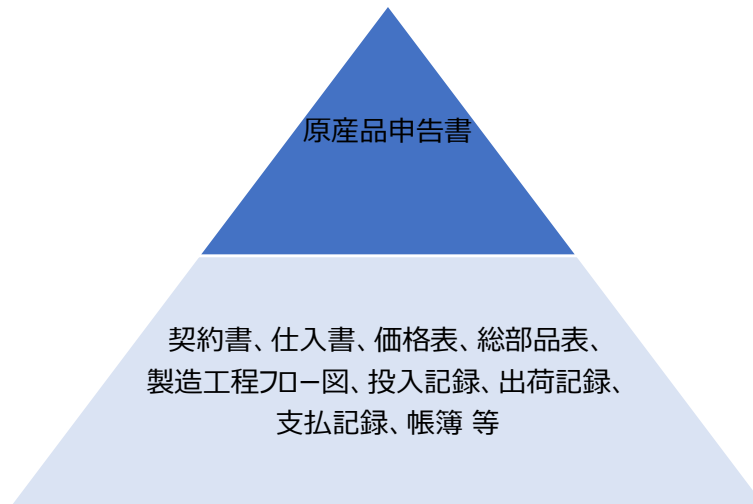 原産品申告書
契約書、仕入書、価格表、総部品表、
製造工程フロー図、投入記録、出荷記録、
支払記録、帳簿 等